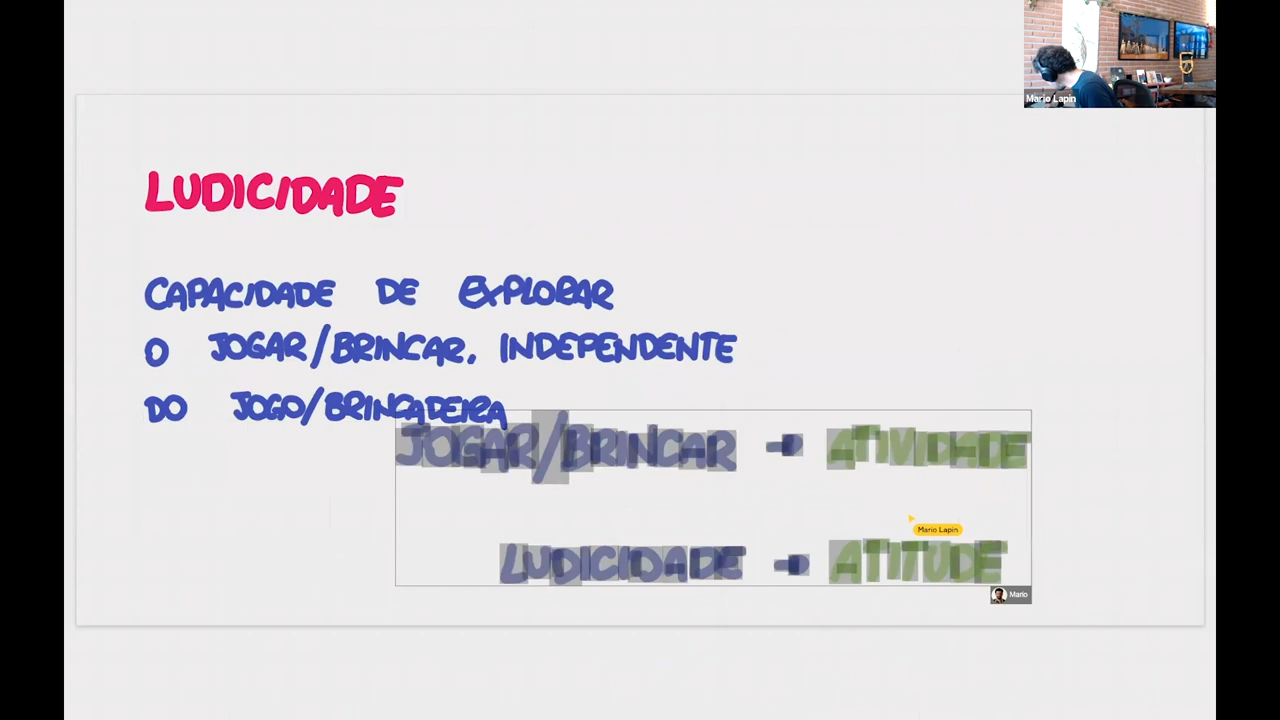 Mario Lapin
LUDICIDADE
CAPACIDADE DE EXPLORAR
O JOGAR/BRINCAR, INDEPENDENTE
DO JOGO/BRINCADEIRA
JOGAR/BRINCAR → ATIVIDADE
Mario Lapin
LUDICIDADE → ATITUDE
Mario